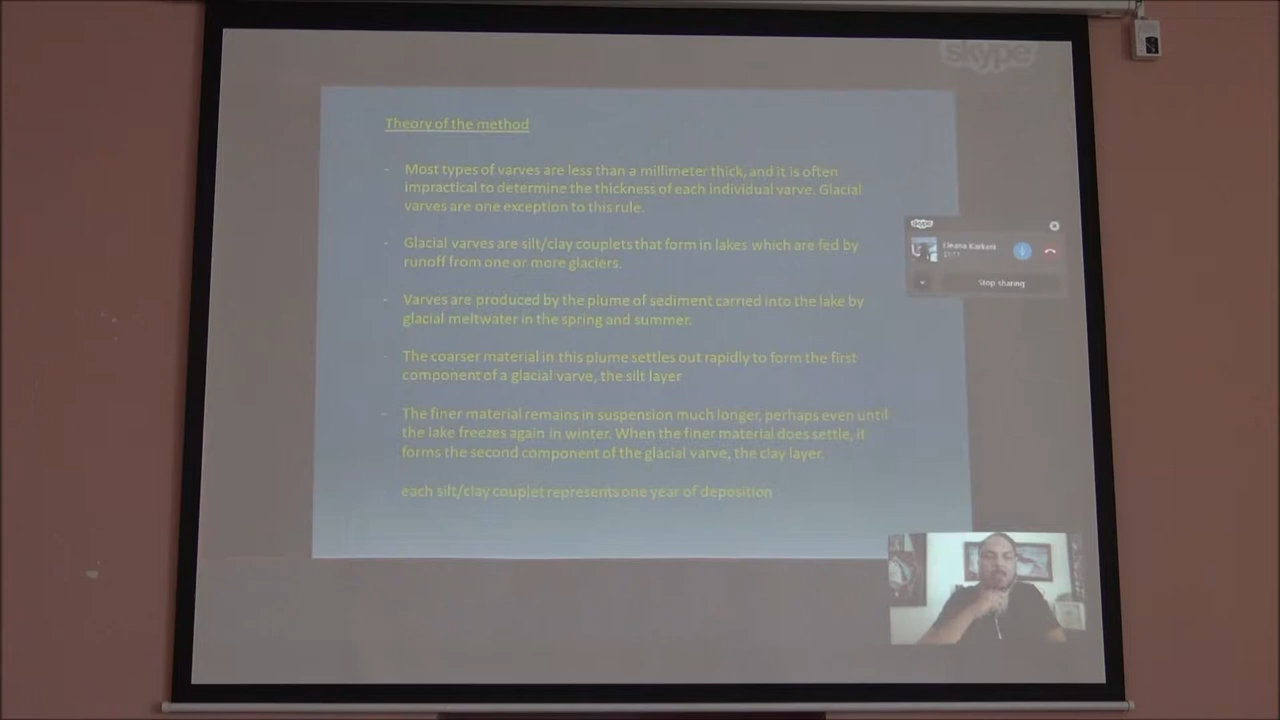 skype
Theory of the method
- Most types of varves are less than a millimeter thick, and it is often
impractical to determine the thickness of each individual varve. Glacial
varves are one exception to this rule.
- Glacial varves are silt/clay couplets that form in lakes which are fed by
runoff from one or more glaciers.
- Varves are produced by the plume of sediment carried into the lake by
glacial meltwater in the spring and summer.
- The coarser material in this plume settles out rapidly to form the first
component of a glacial varve, the silt layer
- The finer material remains in suspension much longer, perhaps even until
the lake freezes again in winter. When the finer material does settle, it
forms the second component of the glacial varve, the clay layer.
- each silt/clay couplet represents one year of deposition
skype
Stop sharing